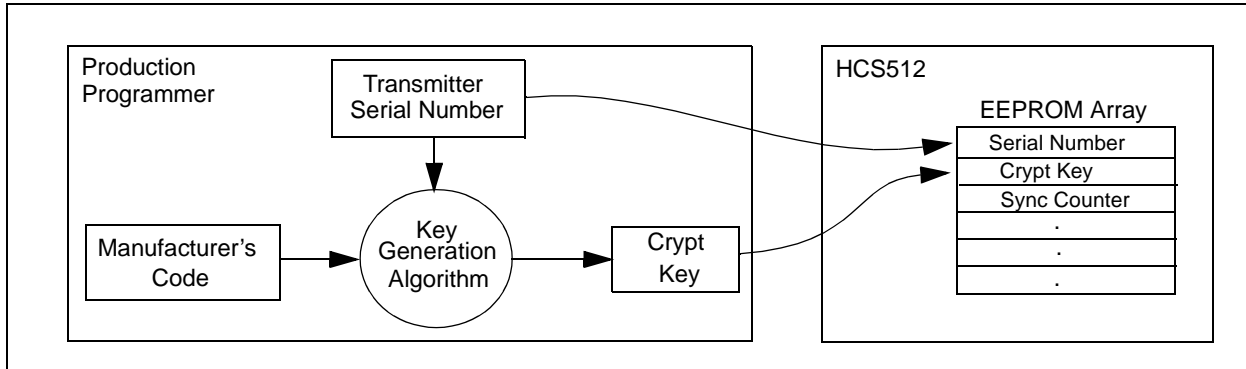 Production
Programmer
Transmitter
Serial Number
Manufacturer's
Code
Key
Generation
Algorithm
Crypt
Key
HCS512
EEPROM Array
Serial Number
Crypt Key
Sync Counter
.
.
.